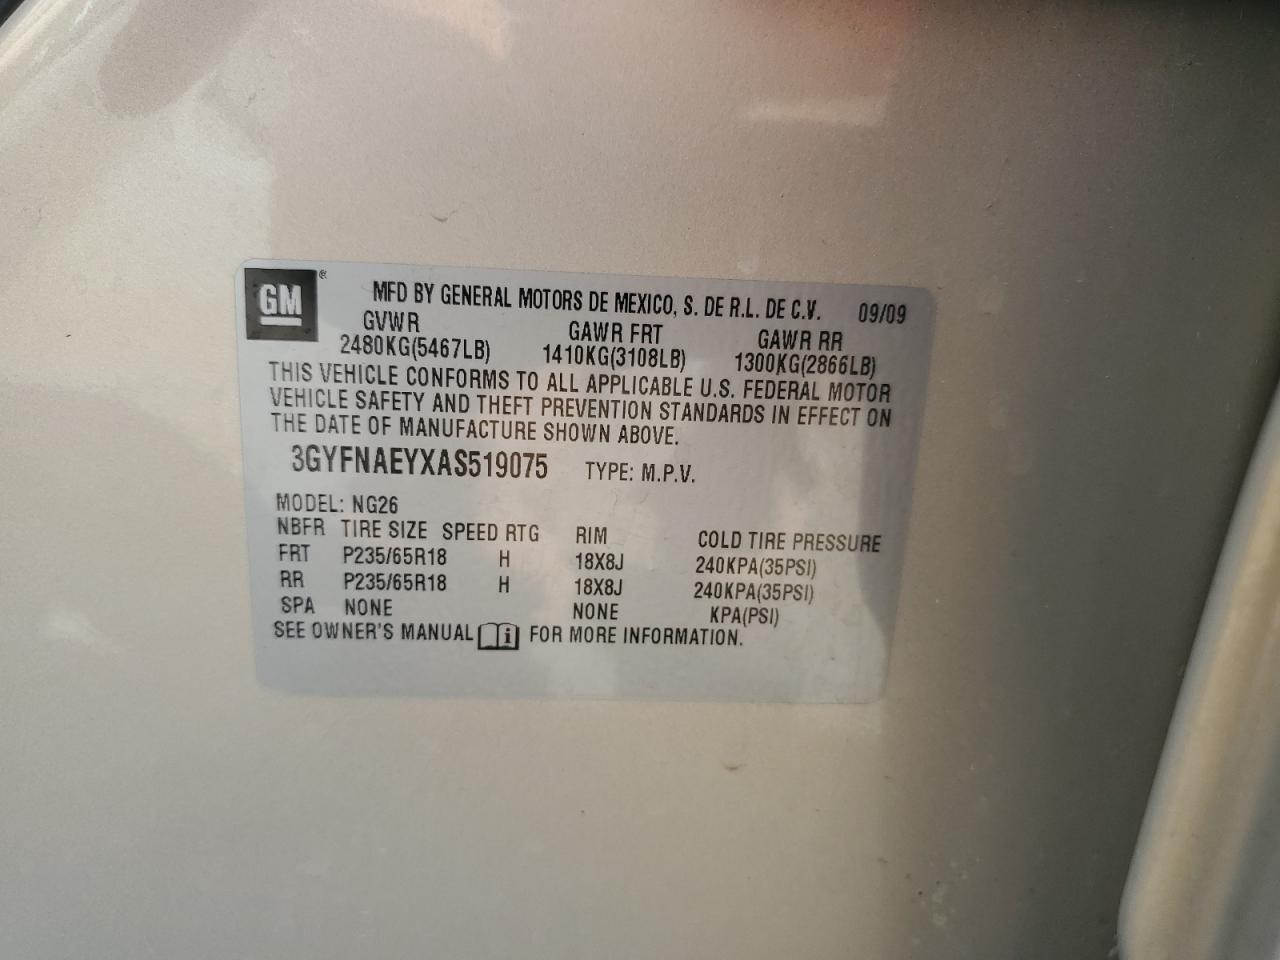 GM ® MFD BY GENERAL MOTORS DE MEXICO, S. DE R.L. DE C.V. 09/09
GVWR GAWR FRT GAWR RR
2480KG(5467LB) 1410KG(3108LB) 1300KG(2866LB)
THIS VEHICLE CONFORMS TO ALL APPLICABLE U.S. FEDERAL MOTOR
VEHICLE SAFETY AND THEFT PREVENTION STANDARDS IN EFFECT ON
THE DATE OF MANUFACTURE SHOWN ABOVE.
3GYFNAEYXAS519075 TYPE: M.P.V.
MODEL: NG26
NBFR TIRE SIZE SPEED RTG RIM COLD TIRE PRESSURE
FRT P235/65R18 H 18X8J 240KPA(35PSI)
RR P235/65R18 H 18X8J 240KPA(35PSI)
SPA NONE NONE KPA(PSI)
SEE OWNER'S MANUAL i FOR MORE INFORMATION.